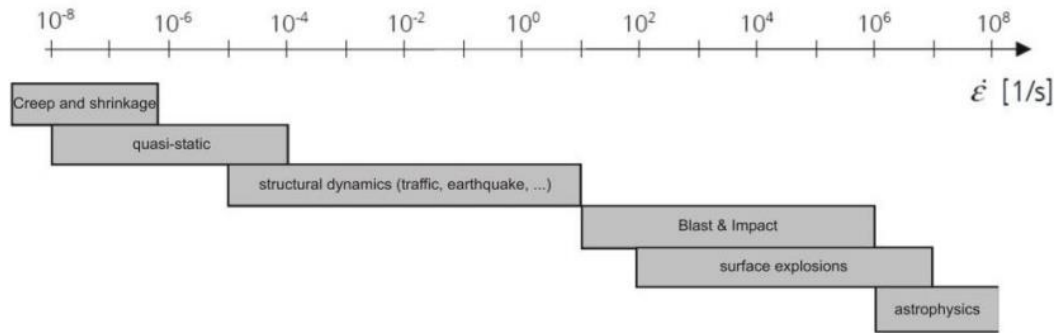 10⁻⁸ 10⁻⁶ 10⁻⁴ 10⁻² 10⁰ 10² 10⁴ 10⁶ 10⁸
ε̇ [1/s]
Creep and shrinkage
quasi-static
structural dynamics (traffic, earthquake, ...)
Blast & Impact
surface explosions
astrophysics